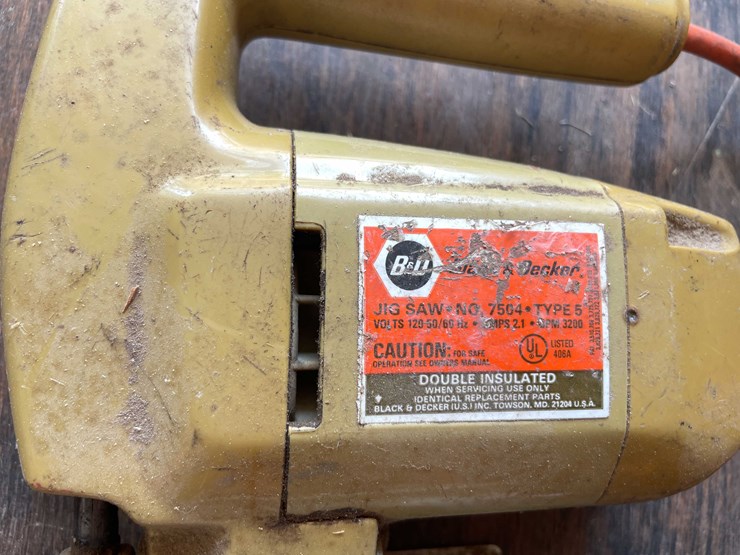 B&D & Decker
JIG SAW • NO. 7504 • TYPE 5
VOLTS 120 50/60 Hz • AMPS 2.1 • SPM 3200
CAUTION: FOR SAFE
OPERATION SEE OWNERS MANUAL
UL LISTED
406A
DOUBLE INSULATED
WHEN SERVICING USE ONLY
IDENTICAL REPLACEMENT PARTS
BLACK & DECKER (U.S.) INC. TOWSON, MD. 21204 U.S.A.